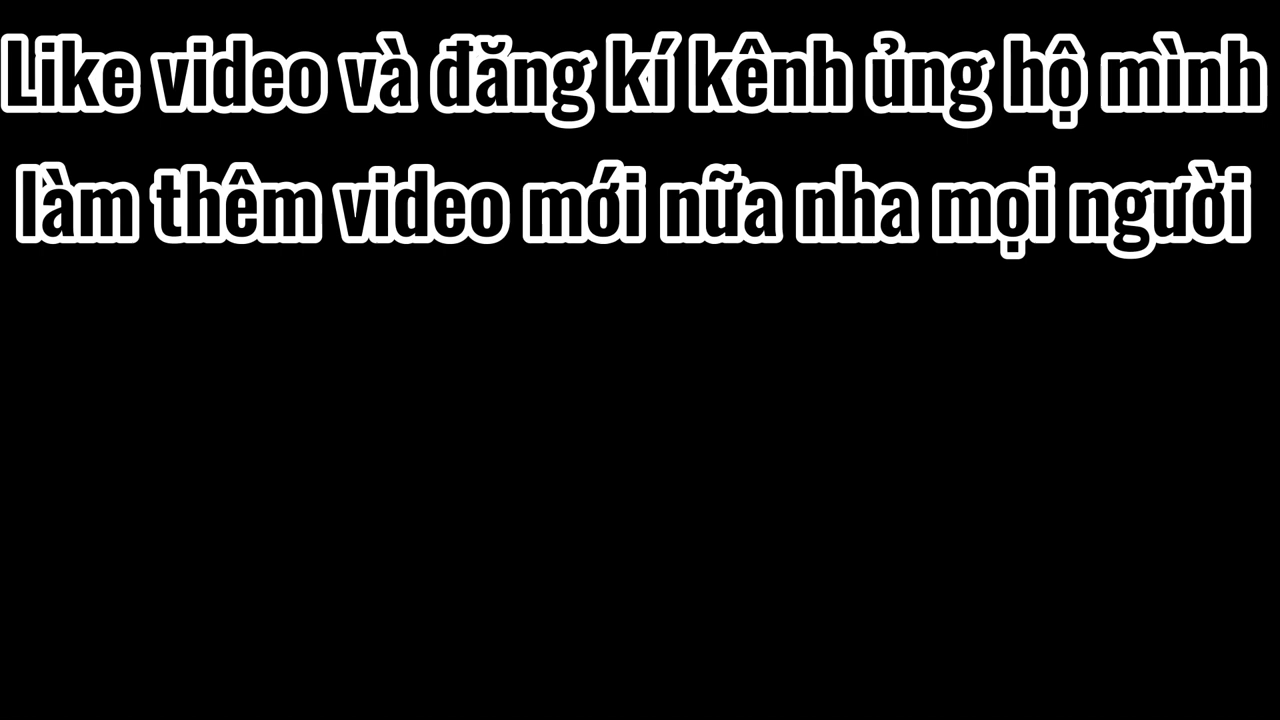 Like video và đăng kí kênh ủng hộ mình
làm thêm video mới nữa nha mọi người